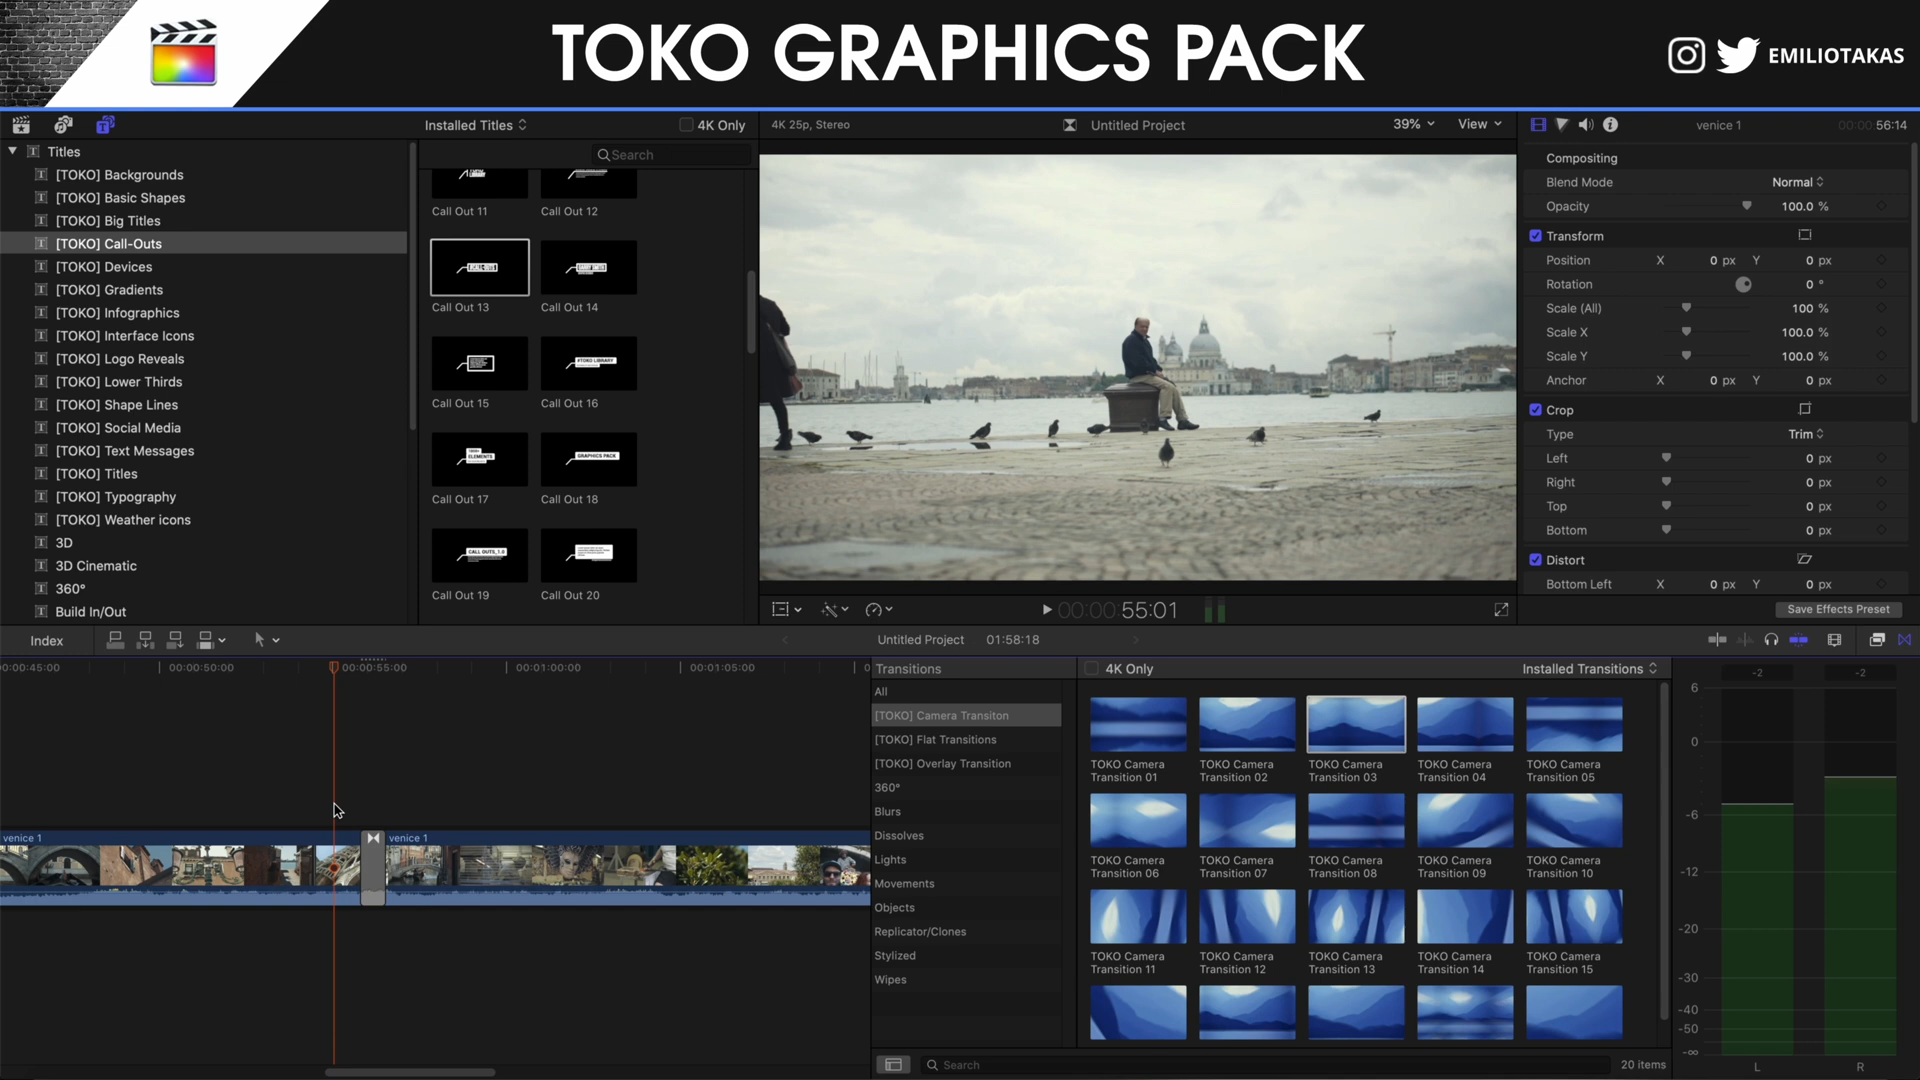 TOKO GRAPHICS PACK
EMILIOTAKAS
Installed Titles
4K Only
4K 25p, Stereo
Untitled Project
39%
View
venice 1
00:00:56:14
Titles
Search
[TOKO] Backgrounds
[TOKO] Basic Shapes
[TOKO] Big Titles
[TOKO] Call-Outs
[TOKO] Devices
[TOKO] Gradients
[TOKO] Infographics
[TOKO] Interface Icons
[TOKO] Logo Reveals
[TOKO] Lower Thirds
[TOKO] Shape Lines
[TOKO] Social Media
[TOKO] Text Messages
[TOKO] Titles
[TOKO] Typography
[TOKO] Weather icons
3D
3D Cinematic
360°
Build In/Out
Call Out 11
Call Out 12
Call Out 13
Call Out 14
#TOKO LIBRARY
Call Out 15
Call Out 16
ELEMENTS
GRAPHICS PACK
Call Out 17
Call Out 18
CALL OUTS_1.0
Call Out 19
Call Out 20
Compositing
Blend Mode Normal
Opacity 100.0 %
Transform
Position X 0 px Y 0 px
Rotation 0 °
Scale (All) 100 %
Scale X 100.0 %
Scale Y 100.0 %
Anchor X 0 px Y 0 px
Crop
Type Trim
Left 0 px
Right 0 px
Top 0 px
Bottom 0 px
Distort
Bottom Left X 0 px Y 0 px
Save Effects Preset
00:00:55:01
Index
Untitled Project 01:58:18
0:00:45:00
00:00:50:00
00:00:55:00
00:01:00:00
00:01:05:00
venice 1
venice 1
Transitions
All
[TOKO] Camera Transiton
[TOKO] Flat Transitions
[TOKO] Overlay Transition
360°
Blurs
Dissolves
Lights
Movements
Objects
Replicator/Clones
Stylized
Wipes
4K Only
Installed Transitions
TOKO Camera Transition 01
TOKO Camera Transition 02
TOKO Camera Transition 03
TOKO Camera Transition 04
TOKO Camera Transition 05
TOKO Camera Transition 06
TOKO Camera Transition 07
TOKO Camera Transition 08
TOKO Camera Transition 09
TOKO Camera Transition 10
TOKO Camera Transition 11
TOKO Camera Transition 12
TOKO Camera Transition 13
TOKO Camera Transition 14
TOKO Camera Transition 15
Search
20 items
-2 -2
6
0
-6
-12
-20
-30
-40
-50
-∞
L R